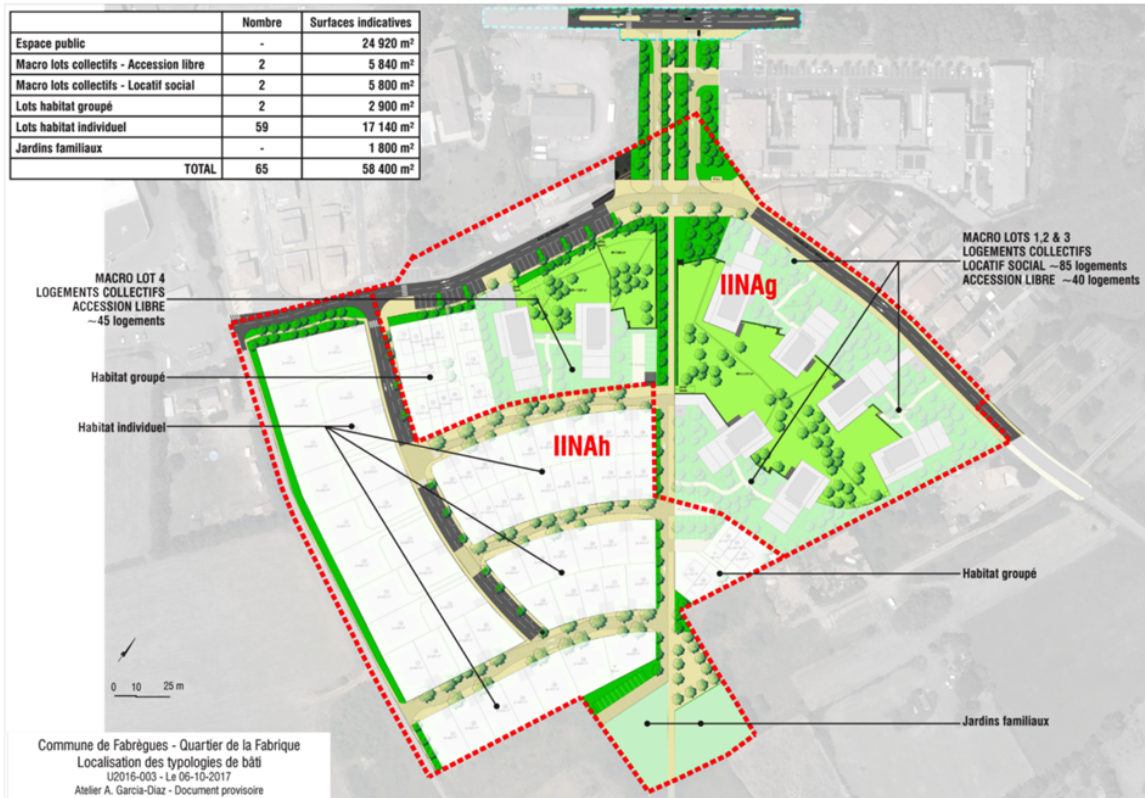 Nombre Surfaces indicatives
Espace public - 24 920 m²
Macro lots collectifs - Accession libre 2 5 840 m²
Macro lots collectifs - Locatif social 2 5 800 m²
Lots habitat groupé 2 2 900 m²
Lots habitat individuel 59 17 140 m²
Jardins familiaux - 1 800 m²
TOTAL 65 58 400 m²
MACRO LOTS 1,2 & 3
LOGEMENTS COLLECTIFS
LOCATIF SOCIAL ~85 logements
ACCESSION LIBRE ~40 logements
MACRO LOT 4
LOGEMENTS COLLECTIFS
ACCESSION LIBRE
~45 logements
IINAg
Habitat groupé
Habitat individuel
IINAh
Habitat groupé
0 10 25 m
Jardins familiaux
Commune de Fabrègues - Quartier de la Fabrique
Localisation des typologies de bâti
U2016-003 - Le 06-10-2017
Atelier A. Garcia-Diaz - Document provisoire